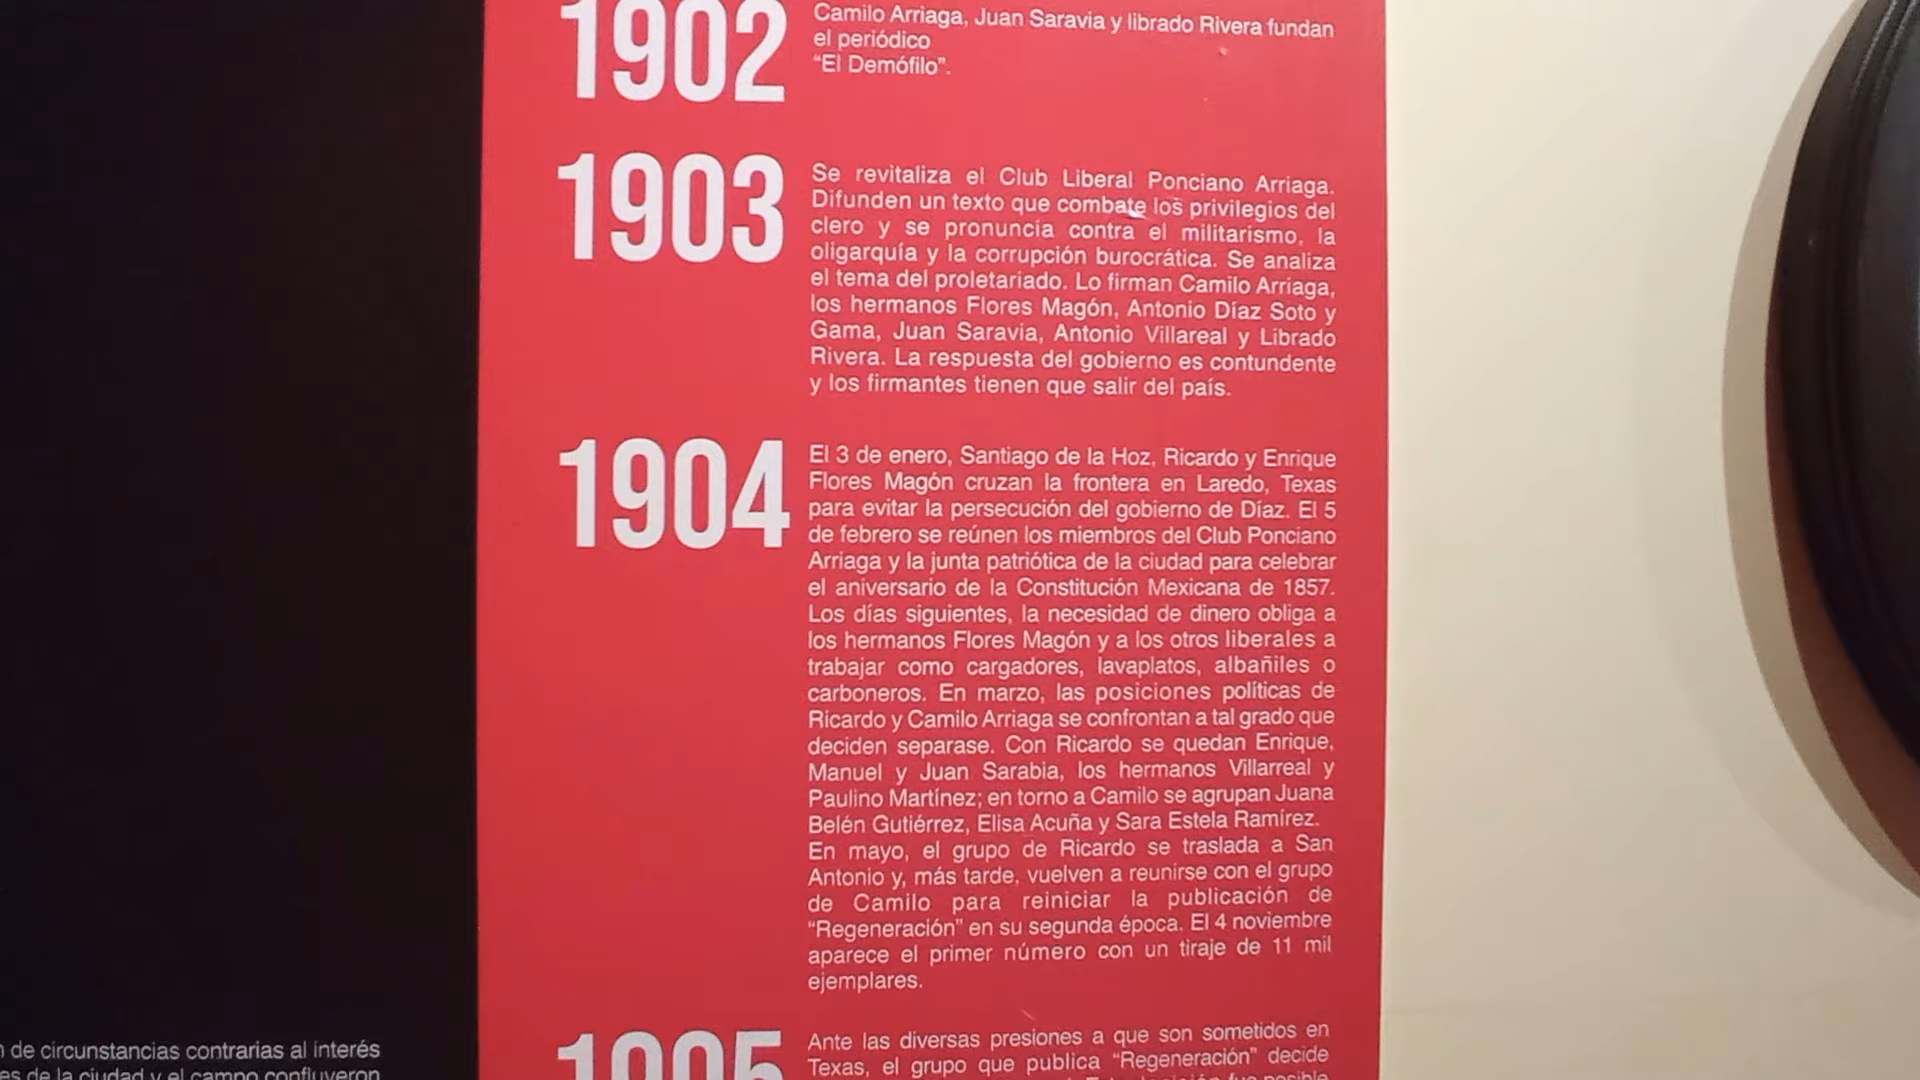 1902
Camilo Arriaga, Juan Saravia y librado Rivera fundan
el periódico
“El Demófilo”.
1903
Se revitaliza el Club Liberal Ponciano Arriaga.
Difunden un texto que combate los privilegios del
clero y se pronuncia contra el militarismo, la
oligarquía y la corrupción burocrática. Se analiza
el tema del proletariado. Lo firman Camilo Arriaga,
los hermanos Flores Magón, Antonio Díaz Soto y
Gama, Juan Saravia, Antonio Villareal y Librado
Rivera. La respuesta del gobierno es contundente
y los firmantes tienen que salir del país.
1904
El 3 de enero, Santiago de la Hoz, Ricardo y Enrique
Flores Magón cruzan la frontera en Laredo, Texas
para evitar la persecución del gobierno de Díaz. El 5
de febrero se reúnen los miembros del Club Ponciano
Arriaga y la junta patriótica de la ciudad para celebrar
el aniversario de la Constitución Mexicana de 1857.
Los días siguientes, la necesidad de dinero obliga a
los hermanos Flores Magón y a los otros liberales a
trabajar como cargadores, lavaplatos, albañiles o
carboneros. En marzo, las posiciones políticas de
Ricardo y Camilo Arriaga se confrontan a tal grado que
deciden separase. Con Ricardo se quedan Enrique,
Manuel y Juan Sarabia, los hermanos Villarreal y
Paulino Martínez; en torno a Camilo se agrupan Juana
Belén Gutiérrez, Elisa Acuña y Sara Estela Ramírez.
En mayo, el grupo de Ricardo se traslada a San
Antonio y, más tarde, vuelven a reunirse con el grupo
de Camilo para reiniciar la publicación de
“Regeneración” en su segunda época. El 4 noviembre
aparece el primer número con un tiraje de 11 mil
ejemplares.
1905
Ante las diversas presiones a que son sometidos en
Texas, el grupo que publica “Regeneración” decide
de circunstancias contrarias al interés
de la ciudad y el campo confluyeron